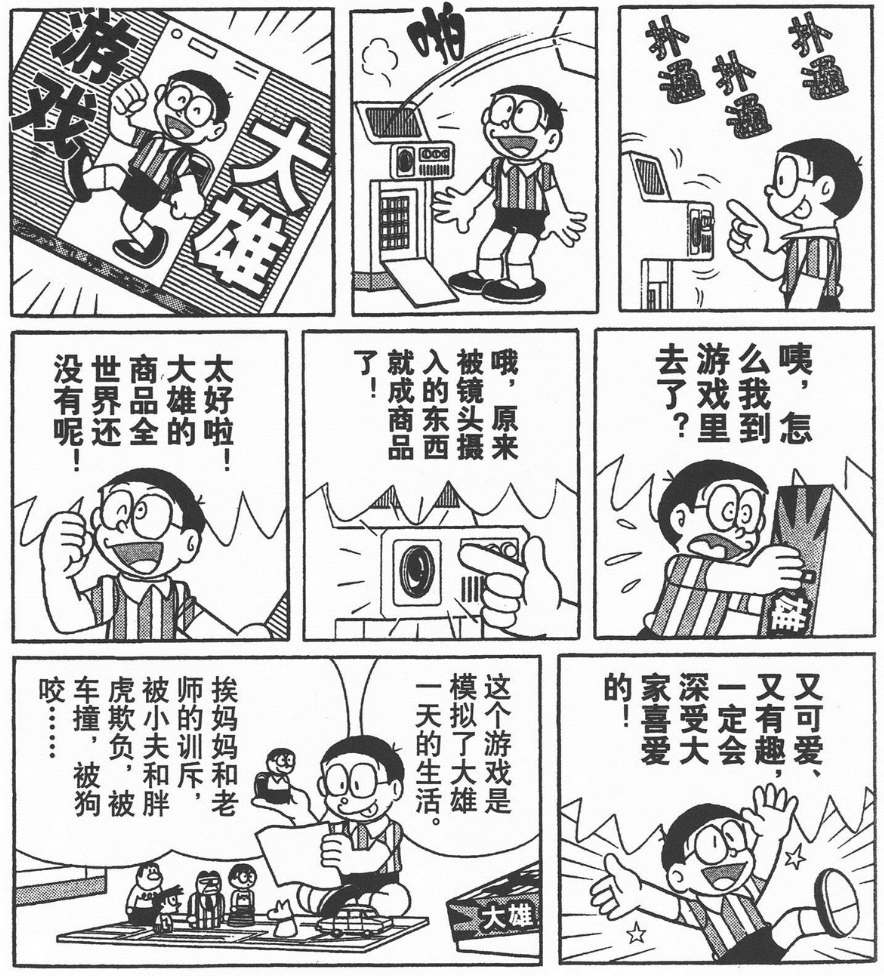 扑通
扑通
扑通
啪
大雄
游戏
咦，怎
么我到
游戏里
去了？
雄
哦，原来
被镜头摄
入的东西
就成商品
了！
太好啦！
大雄的
商品全
世界还
没有呢！
又可爱、
又有趣，
一定会
深受大
家喜爱
的！
这个游戏是
模拟了大雄
一天的生活。
挨妈妈和老
师的训斥，
被小夫和胖
虎欺负，被
车撞，被狗
咬……
大雄